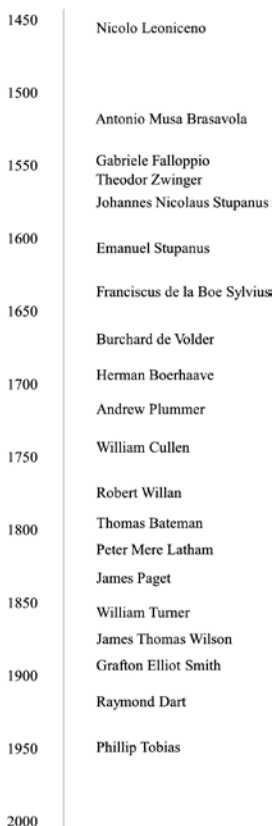 1450
Nicolo Leoniceno
1500
Antonio Musa Brasavola
1550
Gabriele Falloppio
Theodor Zwinger
Johannes Nicolaus Stupanus
1600
Emanuel Stupanus
Franciscus de la Boe Sylvius
1650
Burchard de Volder
Herman Boerhaave
1700
Andrew Plummer
William Cullen
1750
Robert Willan
1800
Thomas Bateman
Peter Mere Latham
James Paget
1850
William Turner
James Thomas Wilson
Grafton Elliot Smith
1900
Raymond Dart
1950
Phillip Tobias
2000